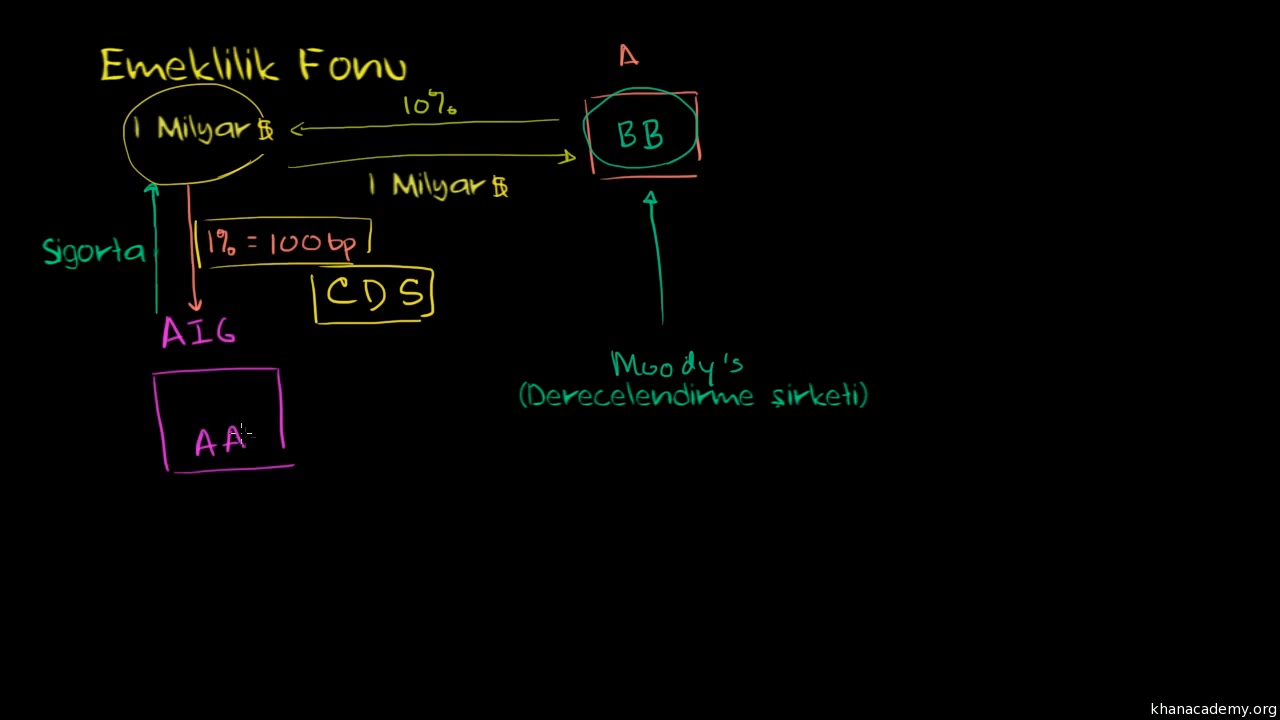 Emeklilik Fonu
A
1 Milyar $
10%
BB
1 Milyar $
Sigorta
1% = 100bp
CDS
AIG
Moody's
(Derecelendirme şirketi)
AA
khanacademy.org